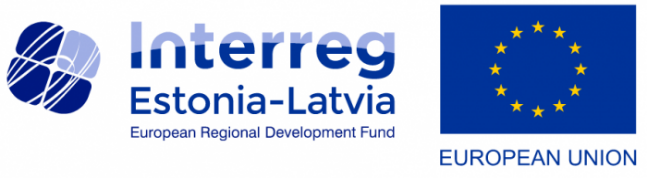 Interreg
Estonia-Latvia
European Regional Development Fund
EUROPEAN UNION